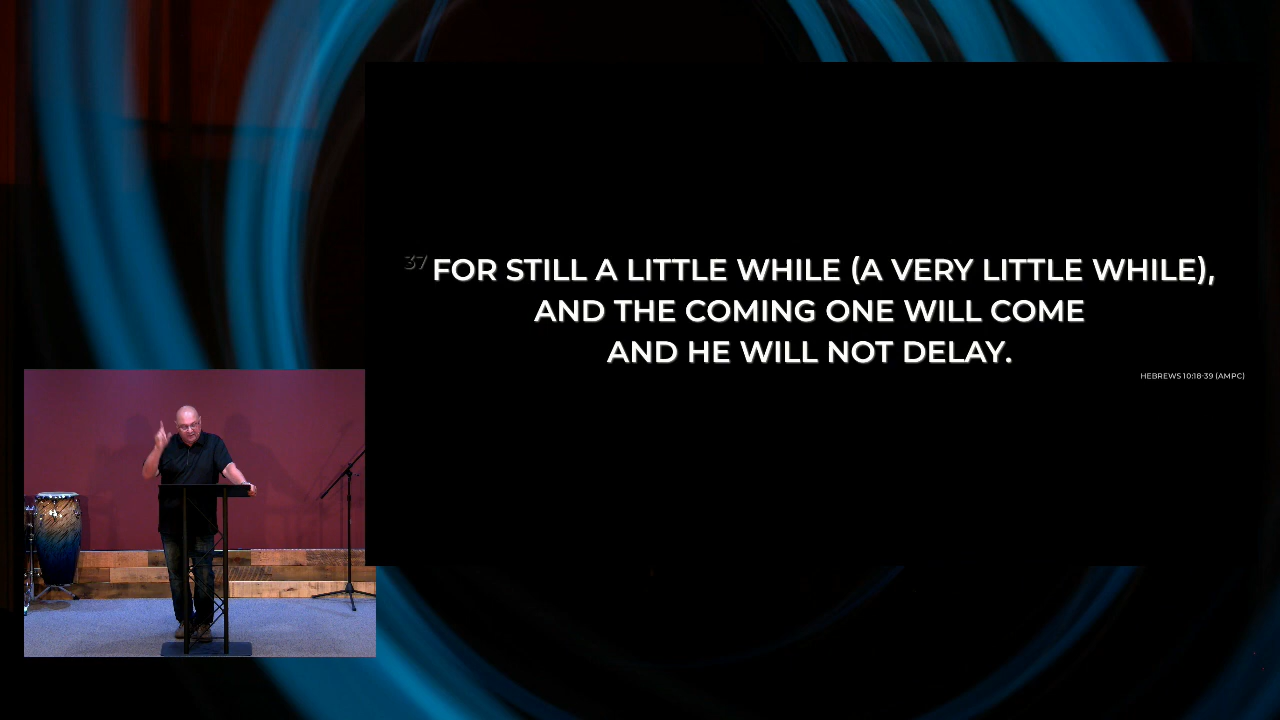 37 FOR STILL A LITTLE WHILE (A VERY LITTLE WHILE),
AND THE COMING ONE WILL COME
AND HE WILL NOT DELAY.
HEBREWS 10:18-39 (AMPC)